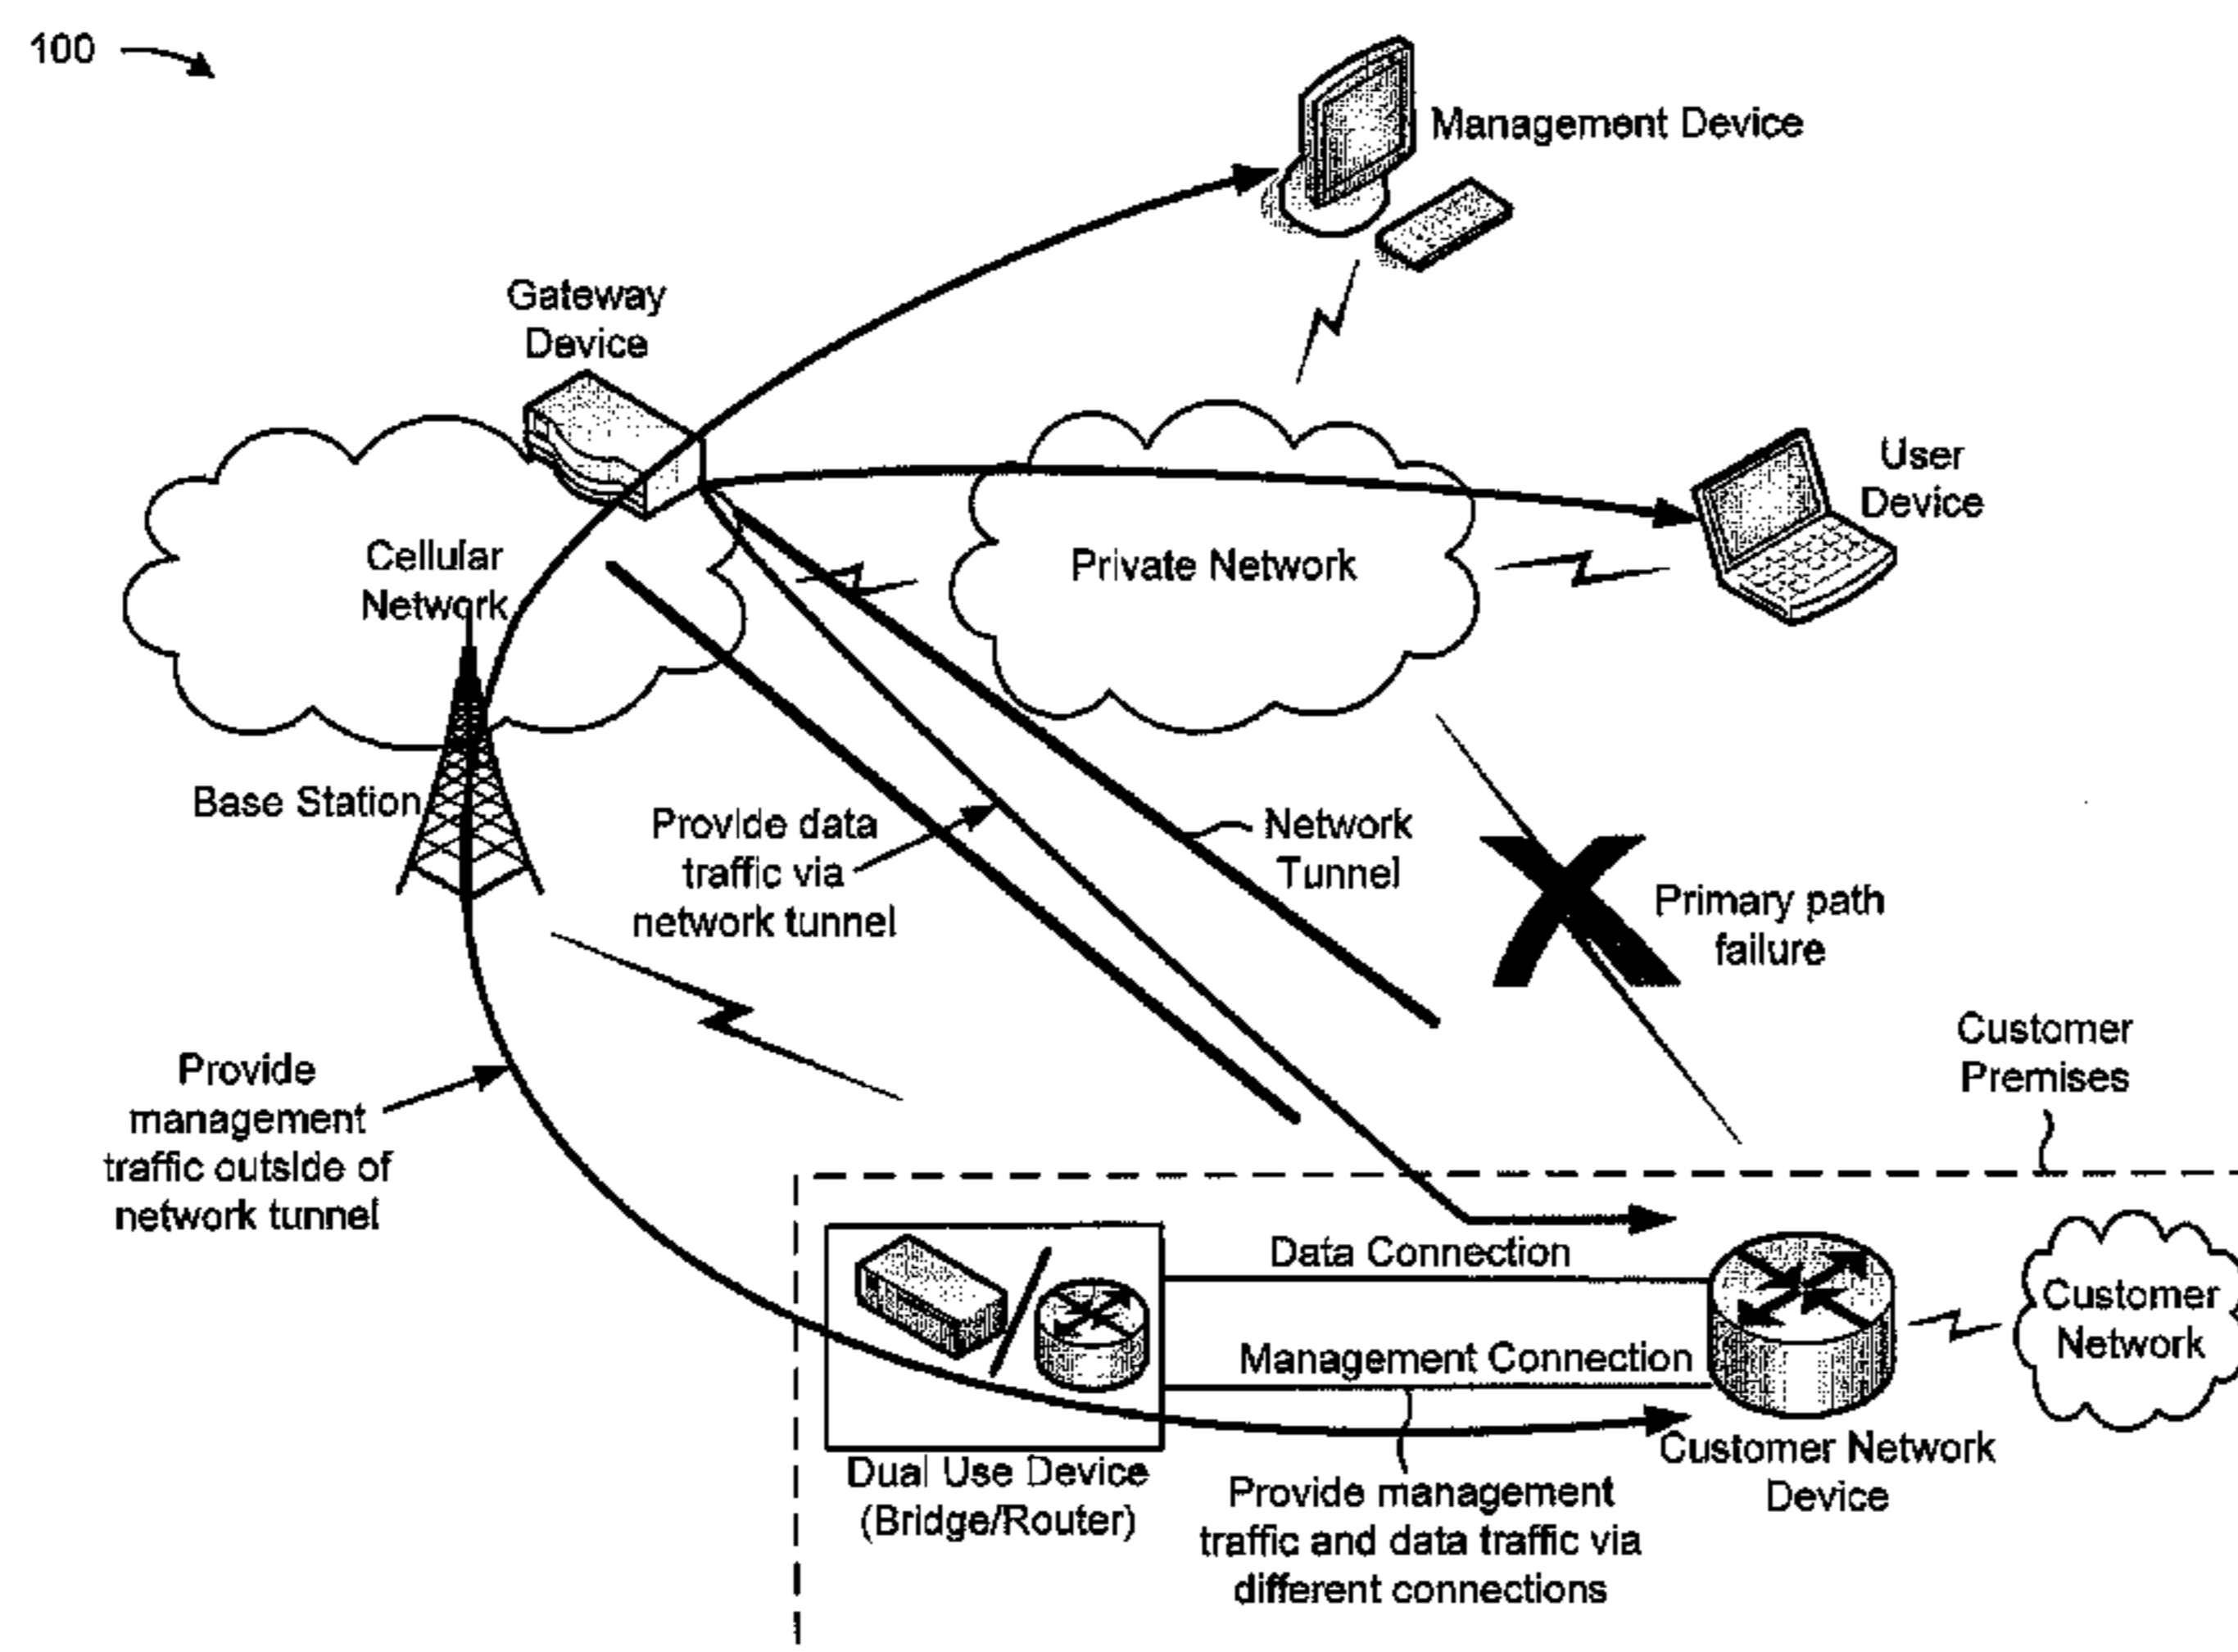 100
Management Device
Gateway
Device
User
Device
Cellular
Network
Private Network
Base Station
Provide data
traffic via
network tunnel
Network
Tunnel
Primary path
failure
Customer
Premises
Provide
management
traffic outside of
network tunnel
Data Connection
Customer
Network
Management Connection
Customer Network
Device
Dual Use Device
(Bridge/Router)
Provide management
traffic and data traffic via
different connections